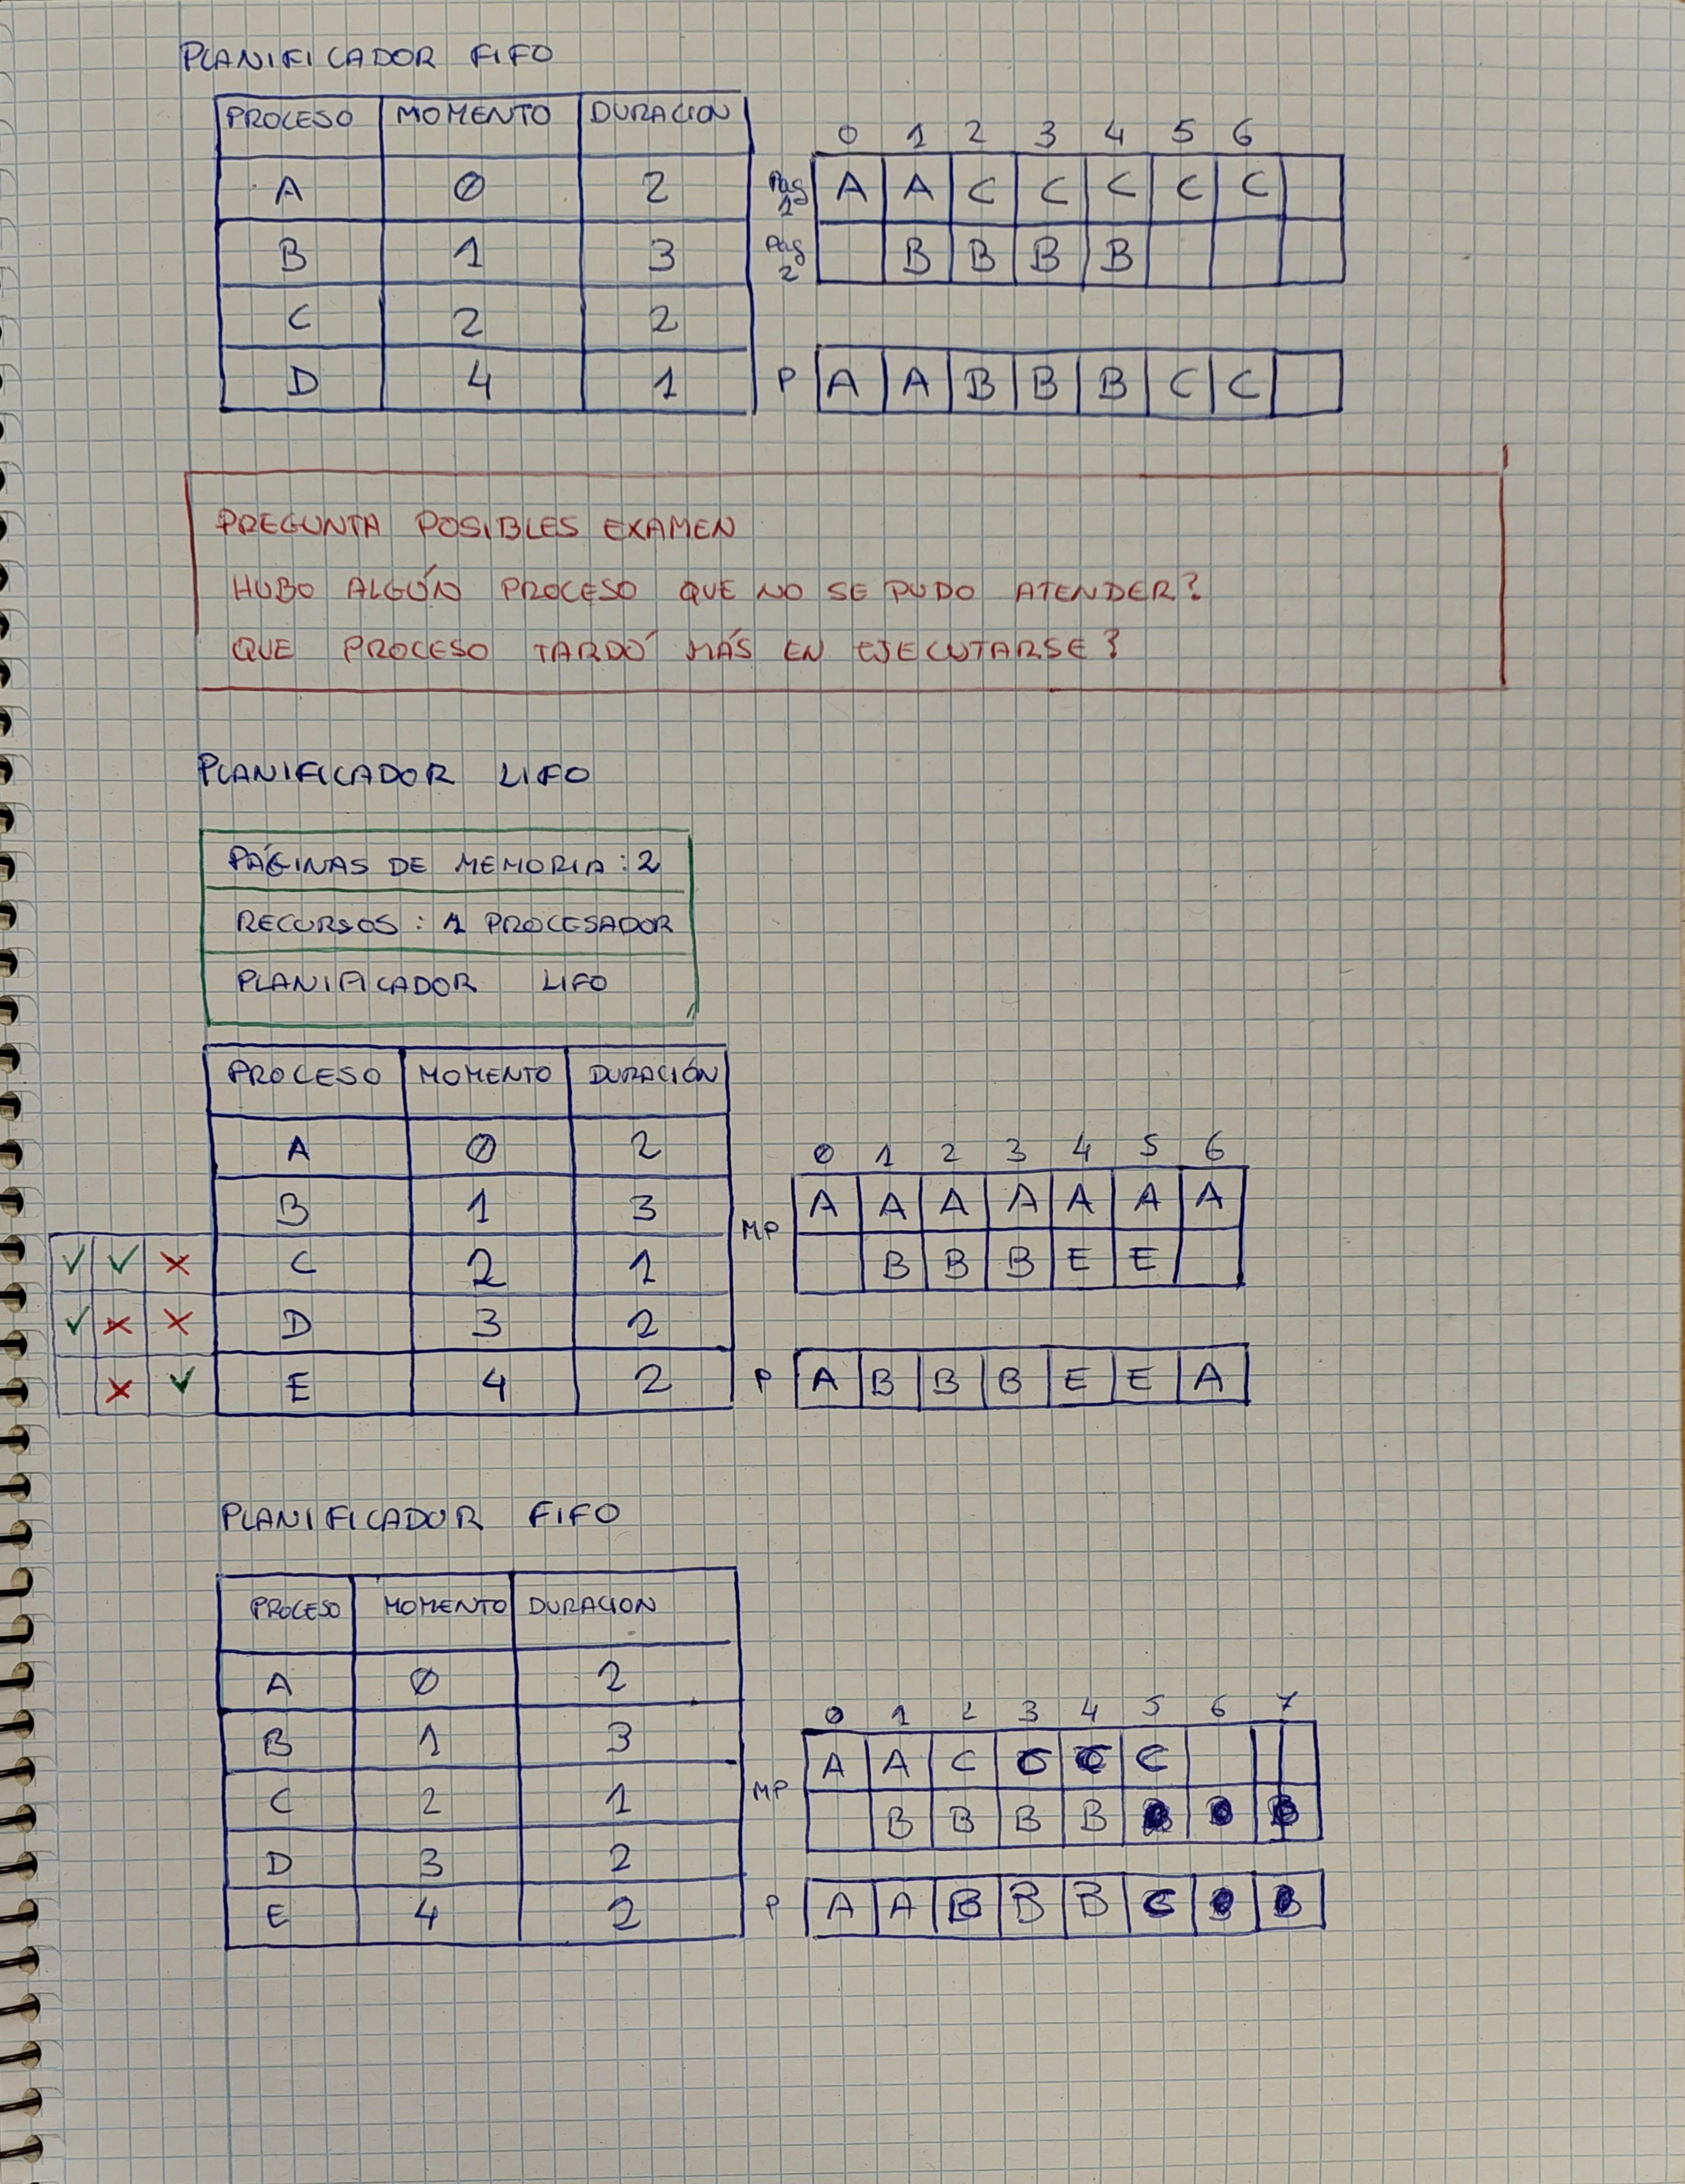 PLANIFICADOR FIFO
PROCESO MOMENTO DURACION
0 1 2 3 4 5 6
A 0 2 Pag 1 A A C C C C C
B 1 3 Pag 2 B B B B
C 2 2
D 4 1 P A A B B B C C
PREGUNTA POSIBLES EXAMEN
HUBO ALGÚN PROCESO QUE NO SE PUDO ATENDER?
QUE PROCESO TARDÓ MÁS EN EJECUTARSE?
PLANIFICADOR LIFO
PÁGINAS DE MEMORIA : 2
RECURSOS : 1 PROCESADOR
PLANIFICADOR LIFO
PROCESO MOMENTO DURACIÓN
A 0 2 0 1 2 3 4 5 6
B 1 3 MP A A A A A A A
✓ ✓ × C 2 1 B B B E E
✓ × × D 3 2
× ✓ E 4 2 P A B B B E E A
PLANIFICADOR FIFO
PROCESO MOMENTO DURACION
A 0 2 0 1 2 3 4 5 6 7
B 1 3 MP A A C C C C
C 2 1 B B B B
D 3 2
E 4 2 P A A B B B C